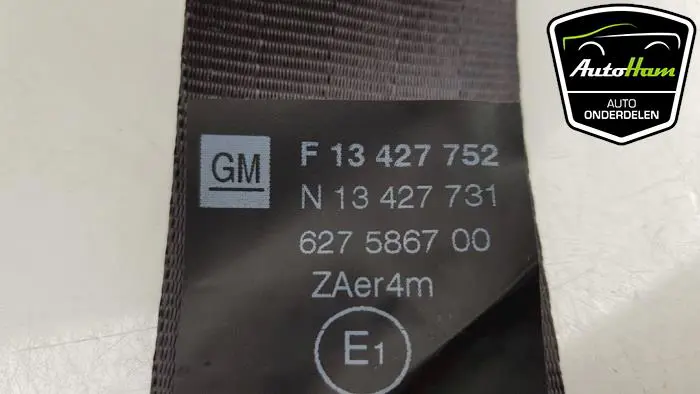 GM
F 13 427 752
N 13 427 731
627 5867 00
ZAer4m
E1
AutoHam
AUTO
ONDERDELEN